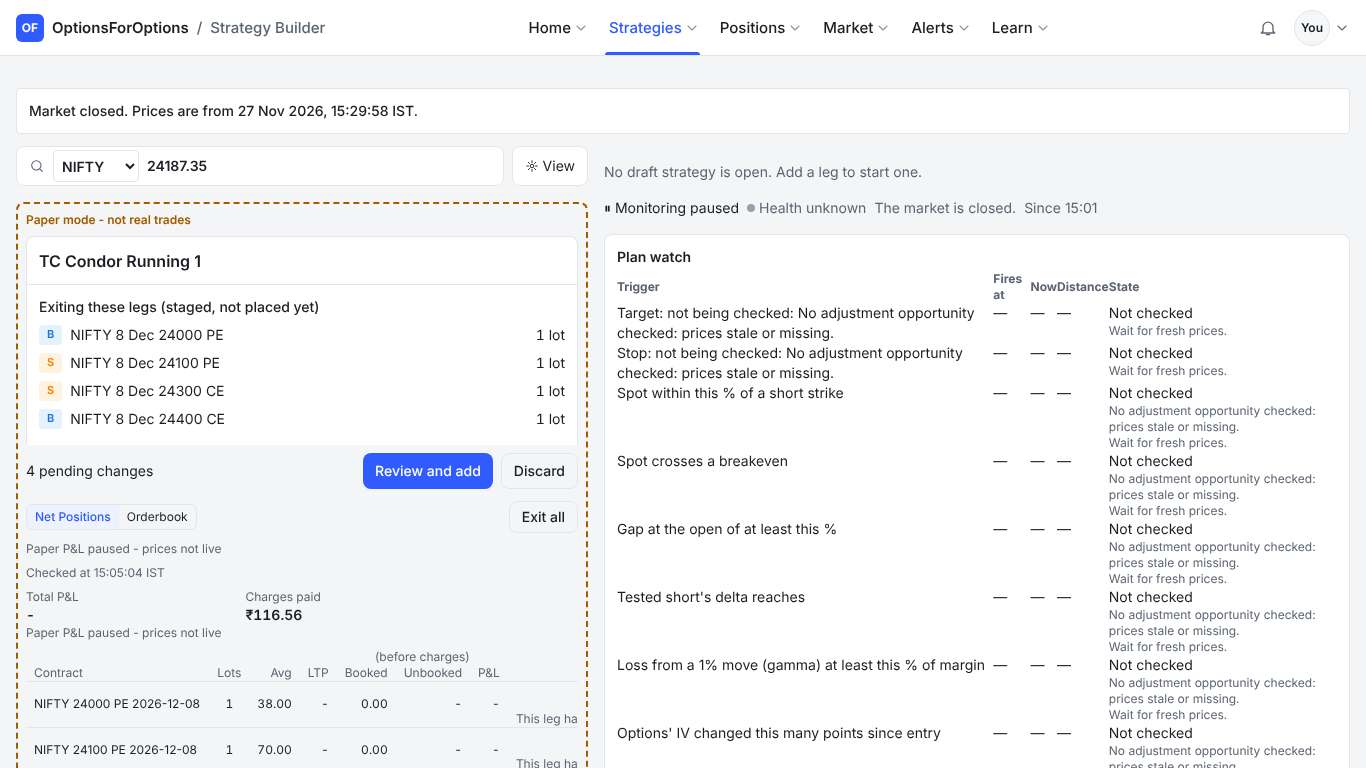 OF OptionsForOptions / Strategy Builder
Home Strategies Positions Market Alerts Learn
You
Market closed. Prices are from 27 Nov 2026, 15:29:58 IST.
NIFTY 24187.35
View
No draft strategy is open. Add a leg to start one.
Monitoring paused Health unknown The market is closed. Since 15:01
Paper mode - not real trades
TC Condor Running 1
Exiting these legs (staged, not placed yet)
B NIFTY 8 Dec 24000 PE 1 lot
S NIFTY 8 Dec 24100 PE 1 lot
S NIFTY 8 Dec 24300 CE 1 lot
B NIFTY 8 Dec 24400 CE 1 lot
4 pending changes
Review and add
Discard
Net Positions Orderbook
Exit all
Paper P&L paused - prices not live
Checked at 15:05:04 IST
Total P&L Charges paid
- ₹116.56
Paper P&L paused - prices not live
(before charges)
Contract Lots Avg LTP Booked Unbooked P&L
NIFTY 24000 PE 2026-12-08 1 38.00 - 0.00 - -
This leg ha
NIFTY 24100 PE 2026-12-08 1 70.00 - 0.00 - -
This leg ha
Plan watch
Trigger Fires at Now Distance State
Target: not being checked: No adjustment opportunity — — — Not checked
checked: prices stale or missing. Wait for fresh prices.
Stop: not being checked: No adjustment opportunity — — — Not checked
checked: prices stale or missing. Wait for fresh prices.
Spot within this % of a short strike — — — Not checked
No adjustment opportunity checked:
prices stale or missing.
Wait for fresh prices.
Spot crosses a breakeven — — — Not checked
No adjustment opportunity checked:
prices stale or missing.
Wait for fresh prices.
Gap at the open of at least this % — — — Not checked
No adjustment opportunity checked:
prices stale or missing.
Wait for fresh prices.
Tested short's delta reaches — — — Not checked
No adjustment opportunity checked:
prices stale or missing.
Wait for fresh prices.
Loss from a 1% move (gamma) at least this % of margin — — — Not checked
No adjustment opportunity checked:
prices stale or missing.
Wait for fresh prices.
Options' IV changed this many points since entry — — — Not checked
No adjustment opportunity checked:
prices stale or missing.